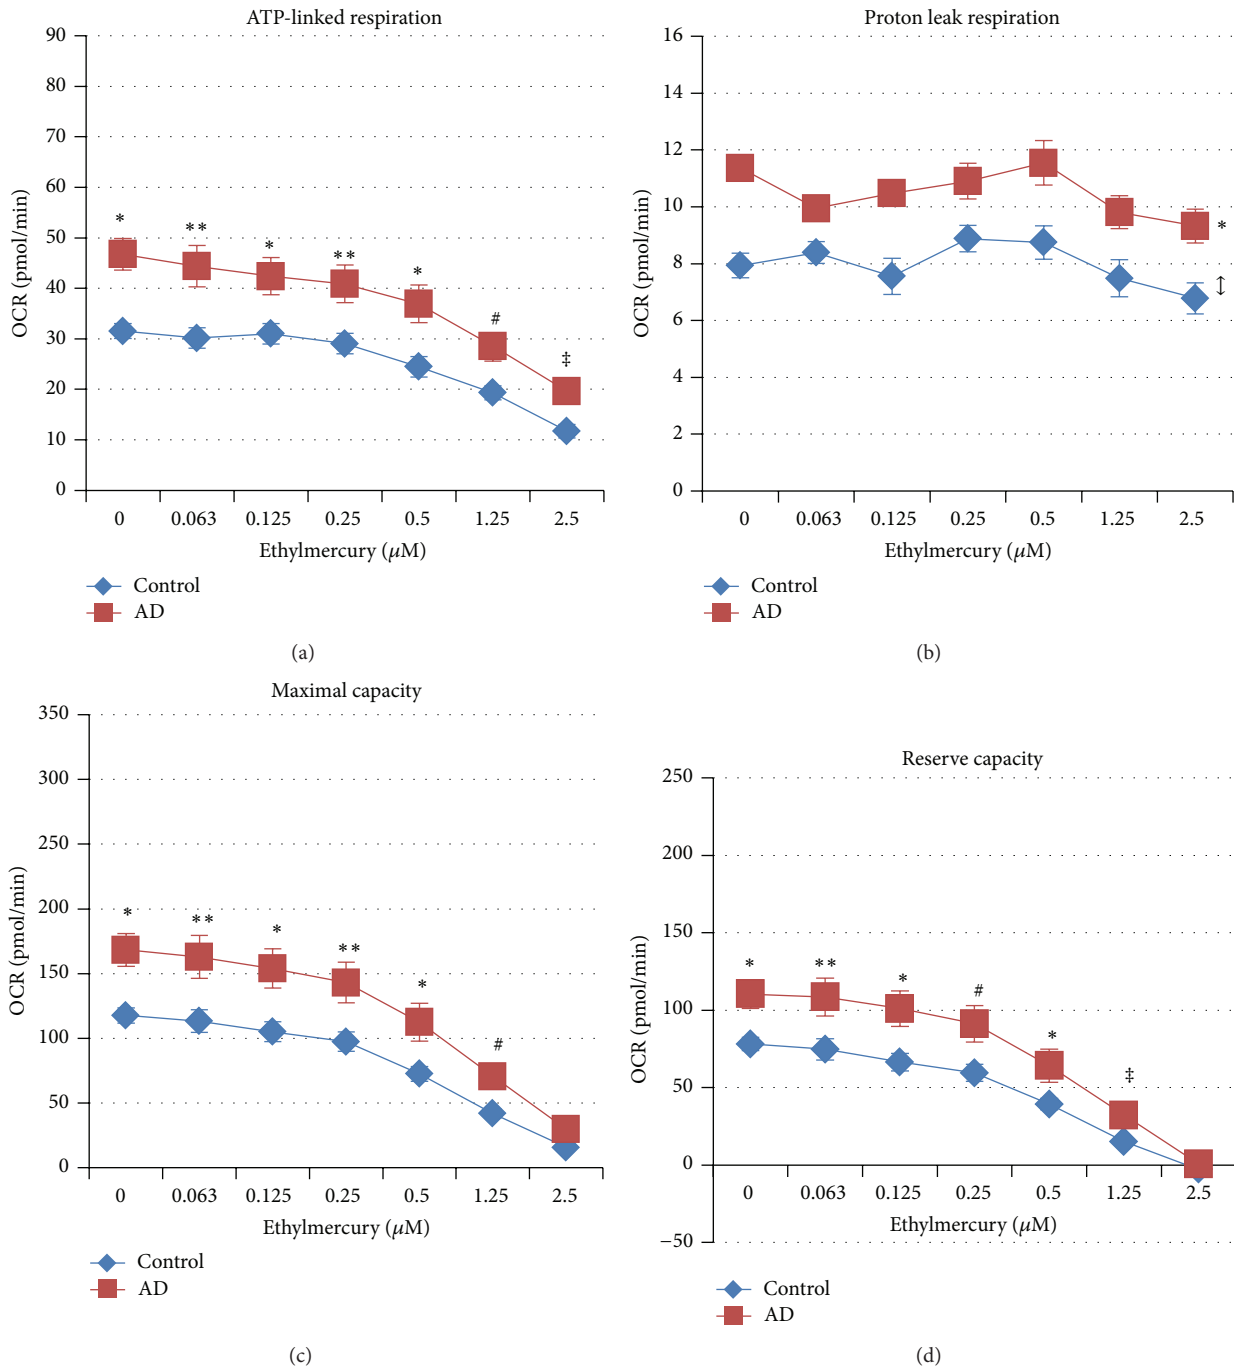 ATP-linked respiration
90
80
70
60
50
40
30
20
10
0
OCR (pmol/min)
*
**
*
**
*
#
‡
0 0.063 0.125 0.25 0.5 1.25 2.5
Ethylmercury (μM)
Control
AD
(a)
Proton leak respiration
16
14
12
10
8
6
4
2
0
OCR (pmol/min)
*
↕
0 0.063 0.125 0.25 0.5 1.25 2.5
Ethylmercury (μM)
Control
AD
(b)
Maximal capacity
350
300
250
200
150
100
50
0
OCR (pmol/min)
*
**
*
**
*
#
0 0.063 0.125 0.25 0.5 1.25 2.5
Ethylmercury (μM)
Control
AD
(c)
Reserve capacity
250
200
150
100
50
0
−50
OCR (pmol/min)
*
**
*
#
*
‡
0 0.063 0.125 0.25 0.5 1.25 2.5
Ethylmercury (μM)
Control
AD
(d)